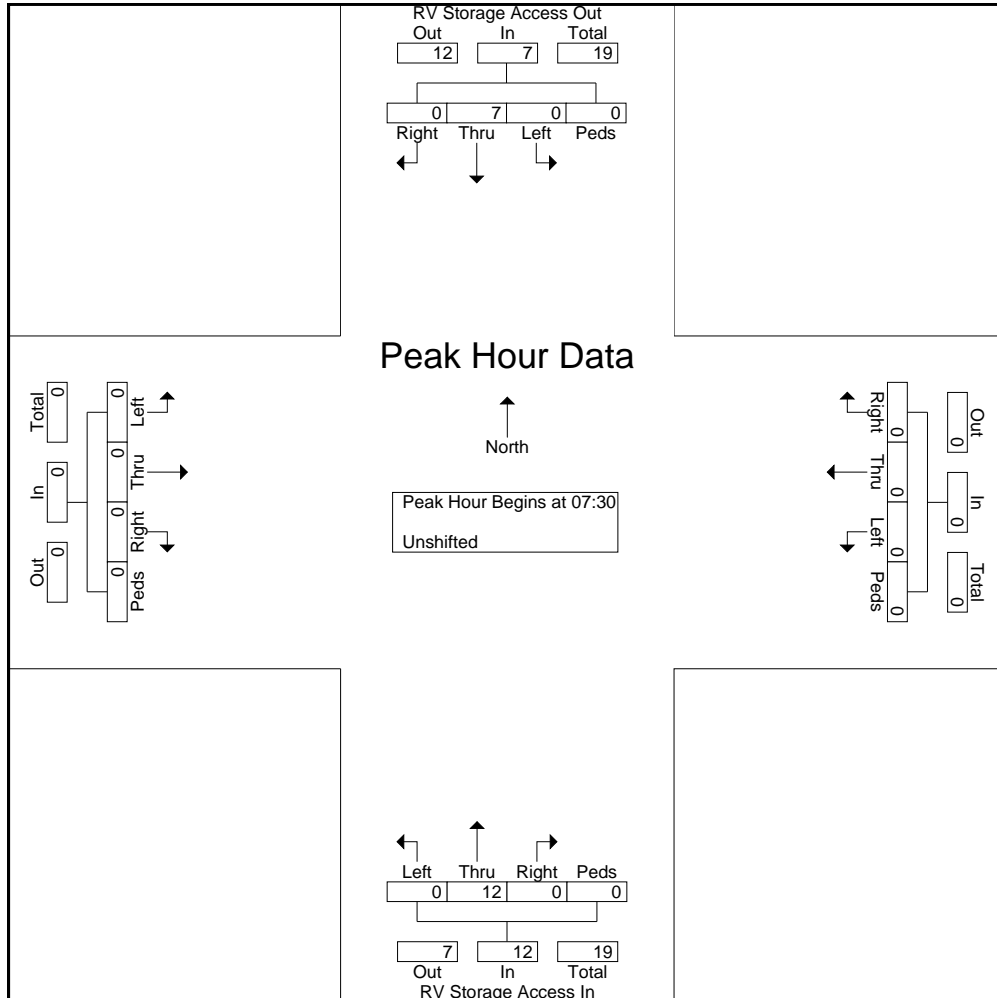 RV Storage Access Out
Out In Total
12 7 19
0 7 0 0
Right Thru Left Peds
Peak Hour Data
North
Peak Hour Begins at 07:30
Unshifted
Total 0
In 0
Out 0
0 Left
0 Thru
0 Right
0 Peds
Right 0
Thru 0
Left 0
Peds 0
Out 0
In 0
Total 0
Left Thru Right Peds
0 12 0 0
7 12 19
Out In Total
RV Storage Access In